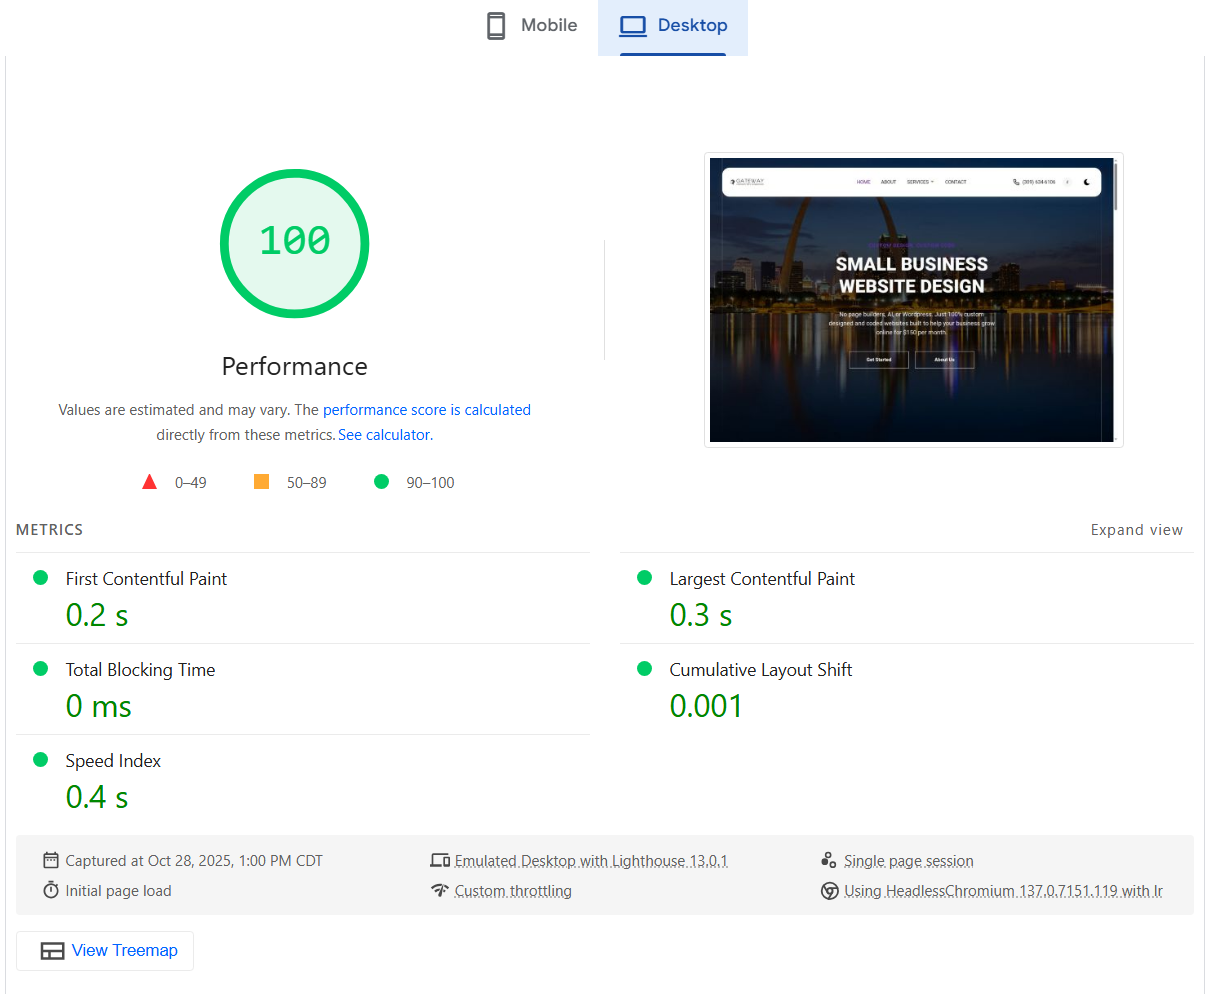 Mobile
Desktop
100
Performance
Values are estimated and may vary. The performance score is calculated
directly from these metrics. See calculator.
0–49
50–89
90–100
GATEWAY
HOME
ABOUT
SERVICES
CONTACT
SMALL BUSINESS
WEBSITE DESIGN
No page builders, AI or Wordpress. Just 100% custom
designed and coded websites built to help your business grow
online for $150 per month.
Get Started
About Us
METRICS
Expand view
First Contentful Paint
0.2 s
Largest Contentful Paint
0.3 s
Total Blocking Time
0 ms
Cumulative Layout Shift
0.001
Speed Index
0.4 s
Captured at Oct 28, 2025, 1:00 PM CDT
Emulated Desktop with Lighthouse 13.0.1
Single page session
Initial page load
Custom throttling
Using HeadlessChromium 137.0.7151.119 with lr
View Treemap